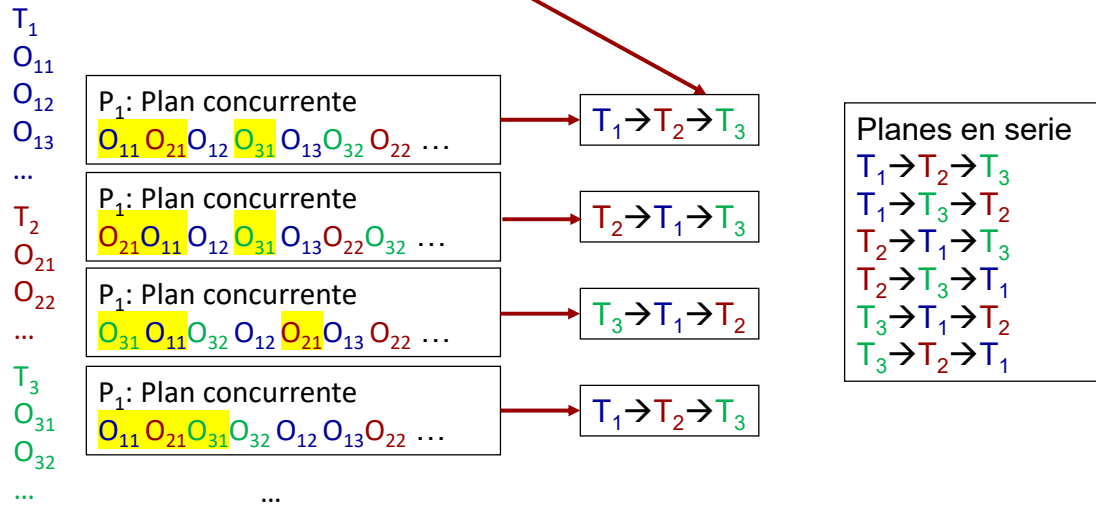 T₁
O₁₁
O₁₂
O₁₃
...
T₂
O₂₁
O₂₂
...
T₃
O₃₁
O₃₂
...
P₁: Plan concurrente
O₁₁ O₂₁ O₁₂ O₃₁ O₁₃ O₃₂ O₂₂ ...
T₁→T₂→T₃
P₁: Plan concurrente
O₂₁ O₁₁ O₁₂ O₃₁ O₁₃ O₂₂ O₃₂ ...
T₂→T₁→T₃
P₁: Plan concurrente
O₃₁ O₁₁ O₃₂ O₁₂ O₂₁ O₁₃ O₂₂ ...
T₃→T₁→T₂
P₁: Plan concurrente
O₁₁ O₂₁ O₃₁ O₃₂ O₁₂ O₁₃ O₂₂ ...
T₁→T₂→T₃
...
Planes en serie
T₁→T₂→T₃
T₁→T₃→T₂
T₂→T₁→T₃
T₂→T₃→T₁
T₃→T₁→T₂
T₃→T₂→T₁